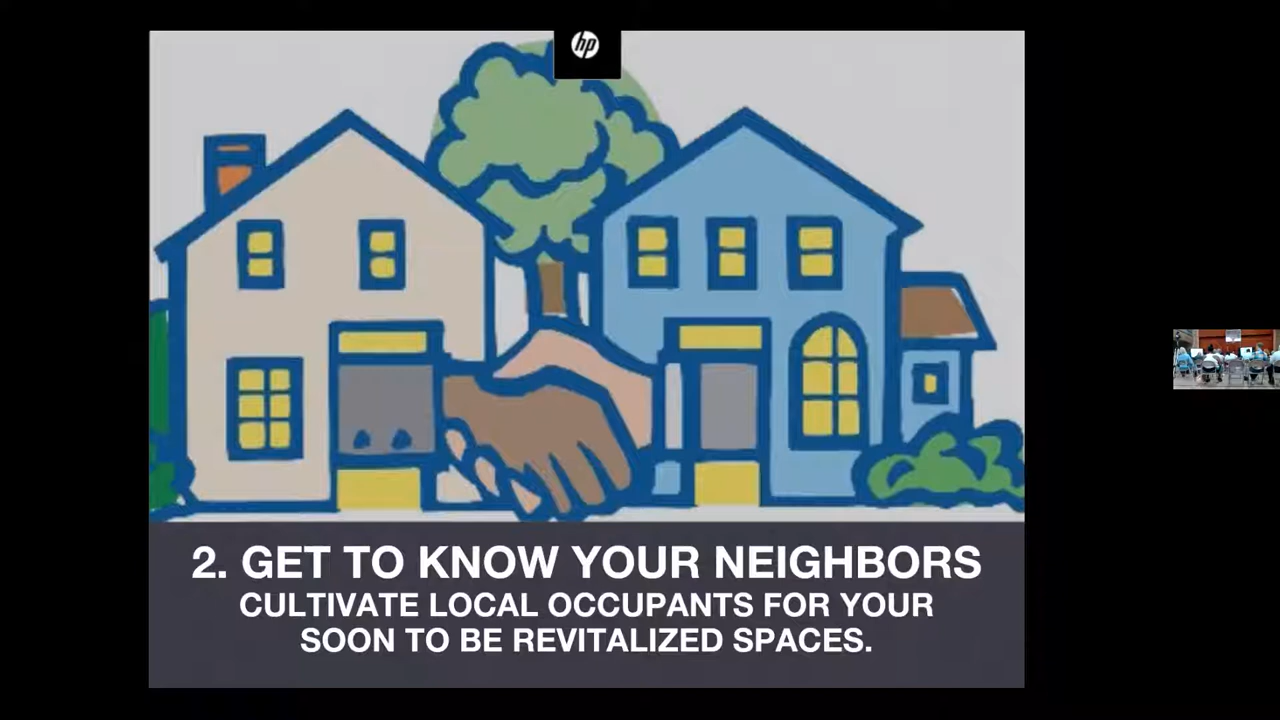 hp
2. GET TO KNOW YOUR NEIGHBORS
CULTIVATE LOCAL OCCUPANTS FOR YOUR
SOON TO BE REVITALIZED SPACES.